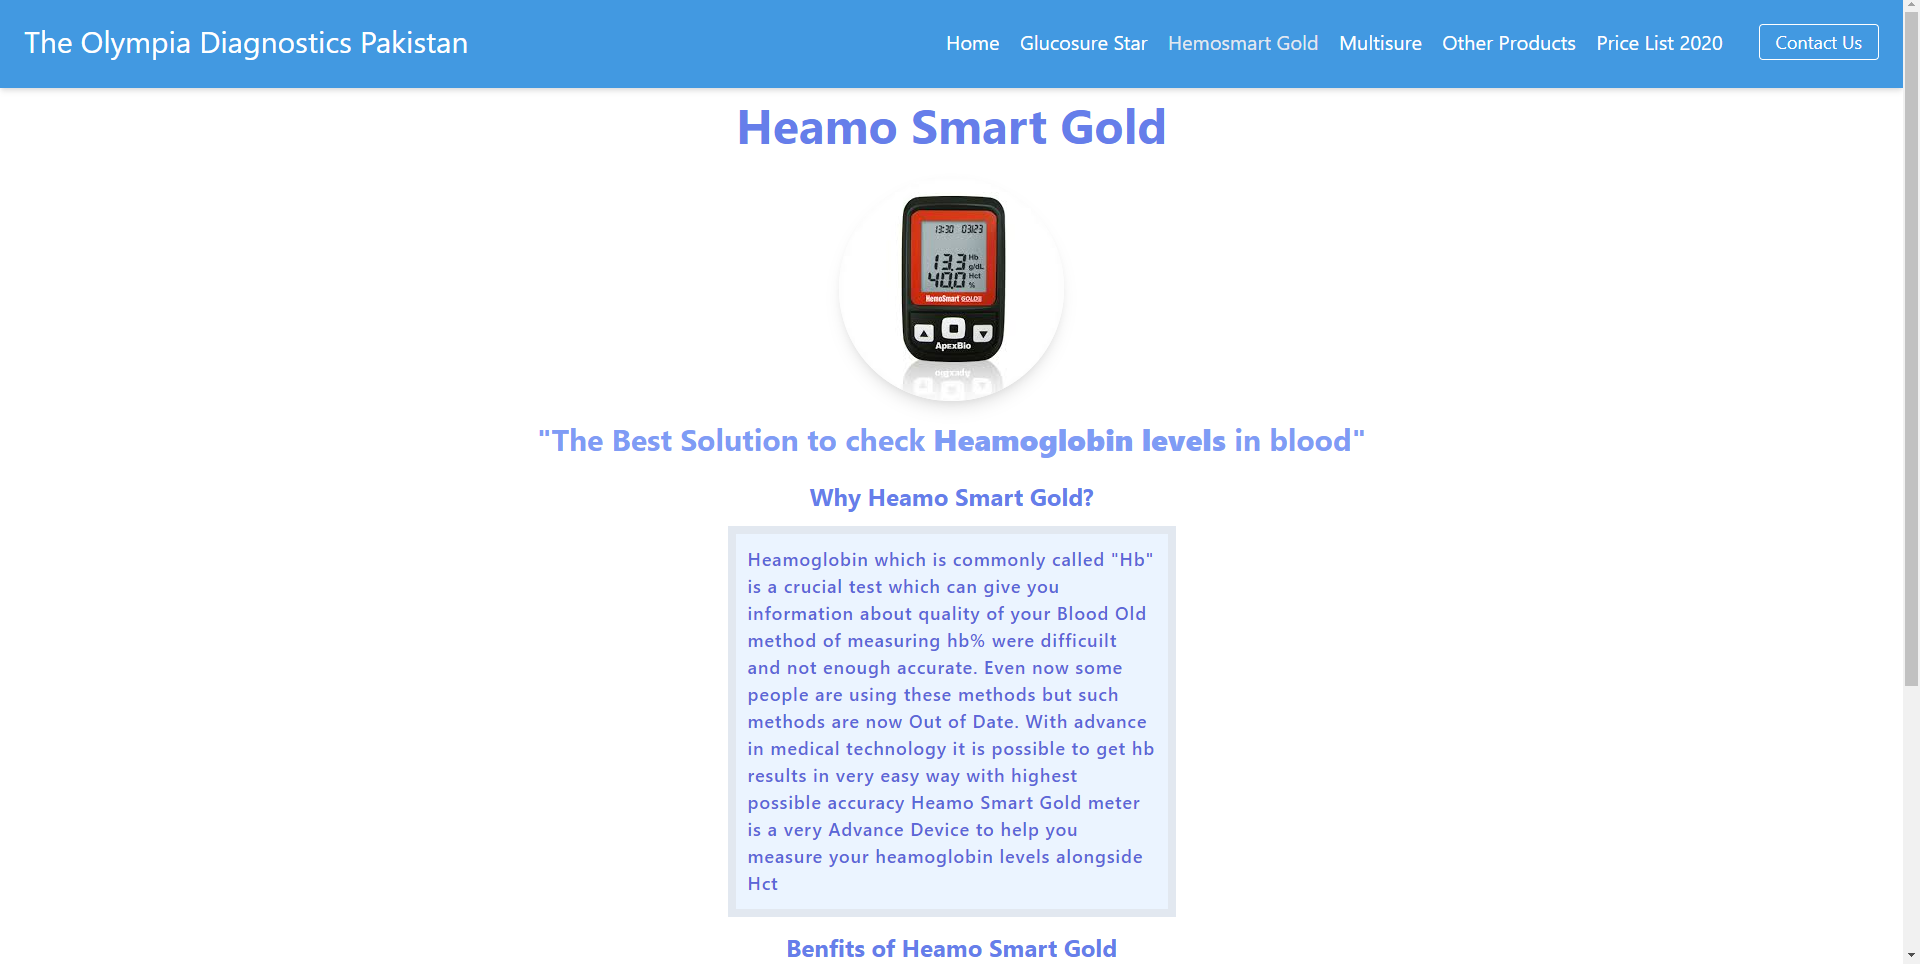 The Olympia Diagnostics Pakistan
Home Glucosure Star Hemosmart Gold Multisure Other Products Price List 2020 Contact Us
Heamo Smart Gold
13:30 03/23
13.3 Hb g/dL
40.0 Hct %
HemoSmart GOLD
ApexBio
"The Best Solution to check Heamoglobin levels in blood"
Why Heamo Smart Gold?
Heamoglobin which is commonly called "Hb"
is a crucial test which can give you
information about quality of your Blood Old
method of measuring hb% were difficuilt
and not enough accurate. Even now some
people are using these methods but such
methods are now Out of Date. With advance
in medical technology it is possible to get hb
results in very easy way with highest
possible accuracy Heamo Smart Gold meter
is a very Advance Device to help you
measure your heamoglobin levels alongside
Hct
Benfits of Heamo Smart Gold